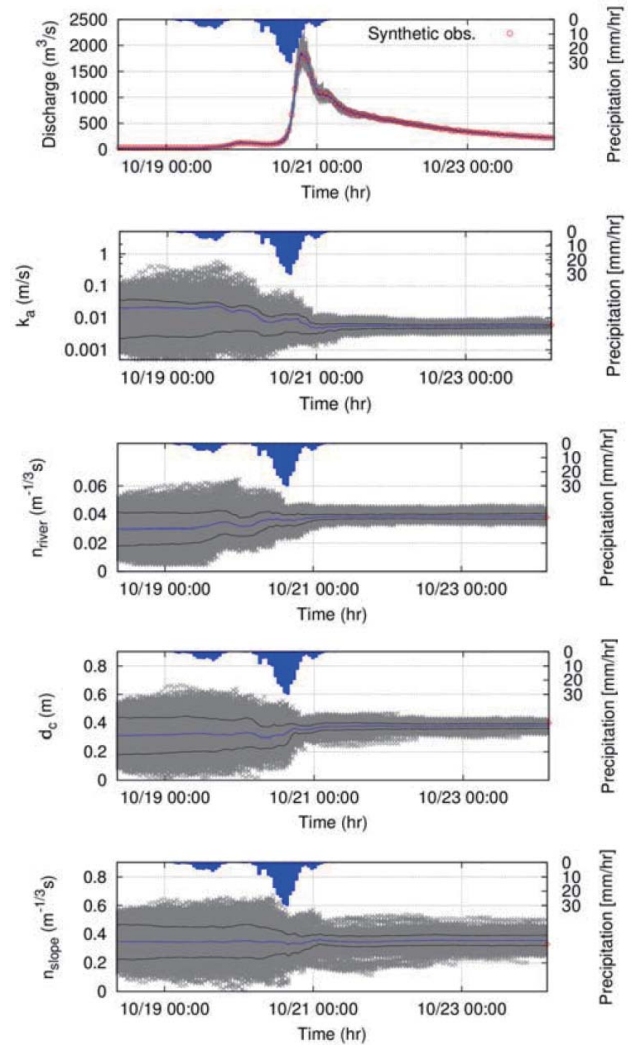 2500
2000
1500
1000
500
0
Discharge (m³/s)
Synthetic obs.
0
10
20
30
Precipitation [mm/hr]
10/19 00:00 10/21 00:00 10/23 00:00
Time (hr)
1
0.1
0.01
0.001
kₐ (m/s)
0
10
20
30
Precipitation [mm/hr]
10/19 00:00 10/21 00:00 10/23 00:00
Time (hr)
0.06
0.04
0.02
0
n_river (m⁻¹/³s)
0
10
20
30
Precipitation [mm/hr]
10/19 00:00 10/21 00:00 10/23 00:00
Time (hr)
0.8
0.6
0.4
0.2
0
d_c (m)
0
10
20
30
Precipitation [mm/hr]
10/19 00:00 10/21 00:00 10/23 00:00
Time (hr)
0.8
0.6
0.4
0.2
0
n_slope (m⁻¹/³s)
0
10
20
30
Precipitation [mm/hr]
10/19 00:00 10/21 00:00 10/23 00:00
Time (hr)